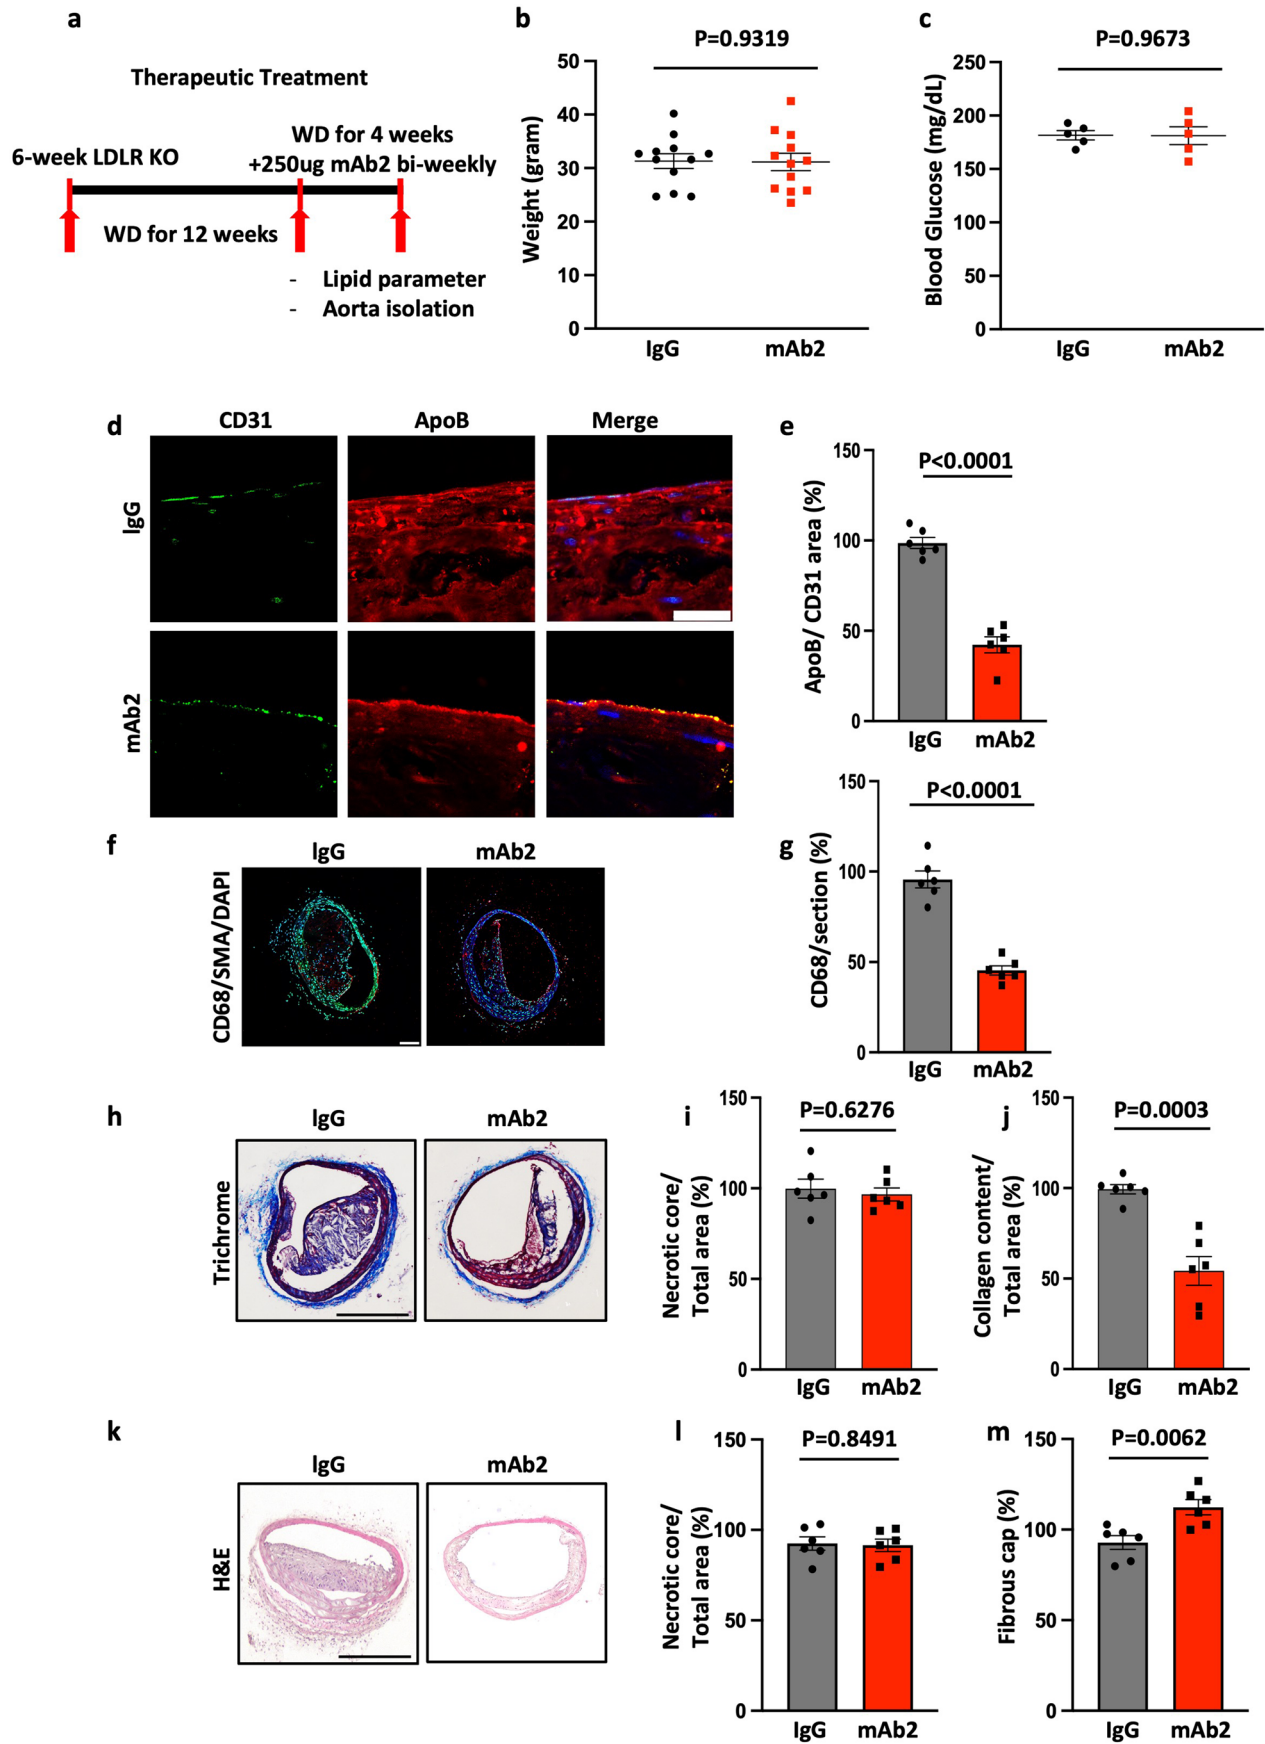 a
Therapeutic Treatment
6-week LDLR KO
WD for 4 weeks
+250ug mAb2 bi-weekly
WD for 12 weeks
- Lipid parameter
- Aorta isolation
b
P=0.9319
Weight (gram)
50
40
30
20
10
0
IgG
mAb2
c
P=0.9673
Blood Glucose (mg/dL)
250
200
150
100
50
0
IgG
mAb2
d
CD31
ApoB
Merge
IgG
mAb2
e
P<0.0001
ApoB/ CD31 area (%)
150
100
50
0
IgG
mAb2
f
IgG
mAb2
CD68/SMA/DAPI
g
P<0.0001
CD68/section (%)
150
100
50
0
IgG
mAb2
h
IgG
mAb2
Trichrome
i
P=0.6276
Necrotic core/
Total area (%)
150
100
50
0
IgG
mAb2
j
P=0.0003
Collagen content/
Total area (%)
150
100
50
0
IgG
mAb2
k
IgG
mAb2
H&E
l
P=0.8491
Necrotic core/
Total area (%)
150
100
50
0
IgG
mAb2
m
P=0.0062
Fibrous cap (%)
150
100
50
0
IgG
mAb2